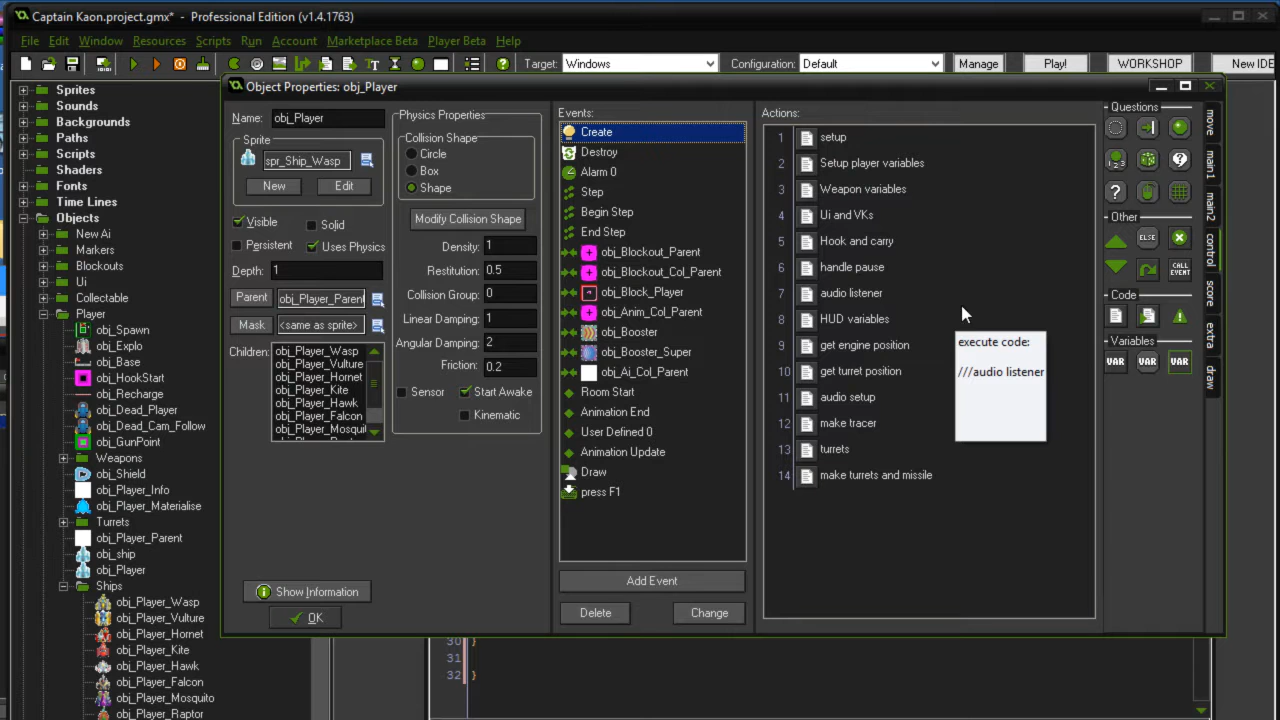 Captain Kaon.project.gmx* - Professional Edition (v1.4.1763)
File Edit Window Resources Scripts Run Account Marketplace Beta Player Beta Help
Target: Windows Configuration: Default Manage Play! WORKSHOP New IDE
Sprites
Sounds
Backgrounds
Paths
Scripts
Shaders
Fonts
Time Lines
Objects
New Ai
Markers
Blockouts
Ui
Collectable
Player
obj_Spawn
obj_Explo
obj_Base
obj_HookStart
obj_Recharge
obj_Dead_Player
obj_Dead_Cam_Follow
obj_GunPoint
Weapons
obj_Shield
obj_Player_Info
obj_Player_Materialise
Turrets
obj_Player_Parent
obj_ship
obj_Player
Ships
obj_Player_Wasp
obj_Player_Vulture
obj_Player_Hornet
obj_Player_Kite
obj_Player_Hawk
obj_Player_Falcon
obj_Player_Mosquito
obj_Player_Raptor
Object Properties: obj_Player
Name: obj_Player
Sprite
spr_Ship_Wasp
New Edit
Visible Solid
Persistent Uses Physics
Depth: 1
Parent obj_Player_Parent
Mask <same as sprite>
Children: obj_Player_Wasp
obj_Player_Vulture
obj_Player_Hornet
obj_Player_Kite
obj_Player_Hawk
obj_Player_Falcon
obj_Player_Mosquit
Show Information
OK
Physics Properties
Collision Shape
Circle
Box
Shape
Modify Collision Shape
Density: 1
Restitution: 0.5
Collision Group: 0
Linear Damping: 1
Angular Damping: 2
Friction: 0.2
Sensor Start Awake
Kinematic
Events:
Create
Destroy
Alarm 0
Step
Begin Step
End Step
obj_Blockout_Parent
obj_Blockout_Col_Parent
obj_Block_Player
obj_Anim_Col_Parent
obj_Booster
obj_Booster_Super
obj_Ai_Col_Parent
Room Start
Animation End
User Defined 0
Animation Update
Draw
press F1
Add Event
Delete Change
Actions:
1 setup
2 Setup player variables
3 Weapon variables
4 Ui and VKs
5 Hook and carry
6 handle pause
7 audio listener
8 HUD variables
9 get engine position
10 get turret position
11 audio setup
12 make tracer
13 turrets
14 make turrets and missile
execute code:
///audio listener
Questions
Other
ELSE
CALL EVENT
Code
Variables
VAR VAR VAR
move
main1
main2
control
score
extra
draw
30 }
31
32 }